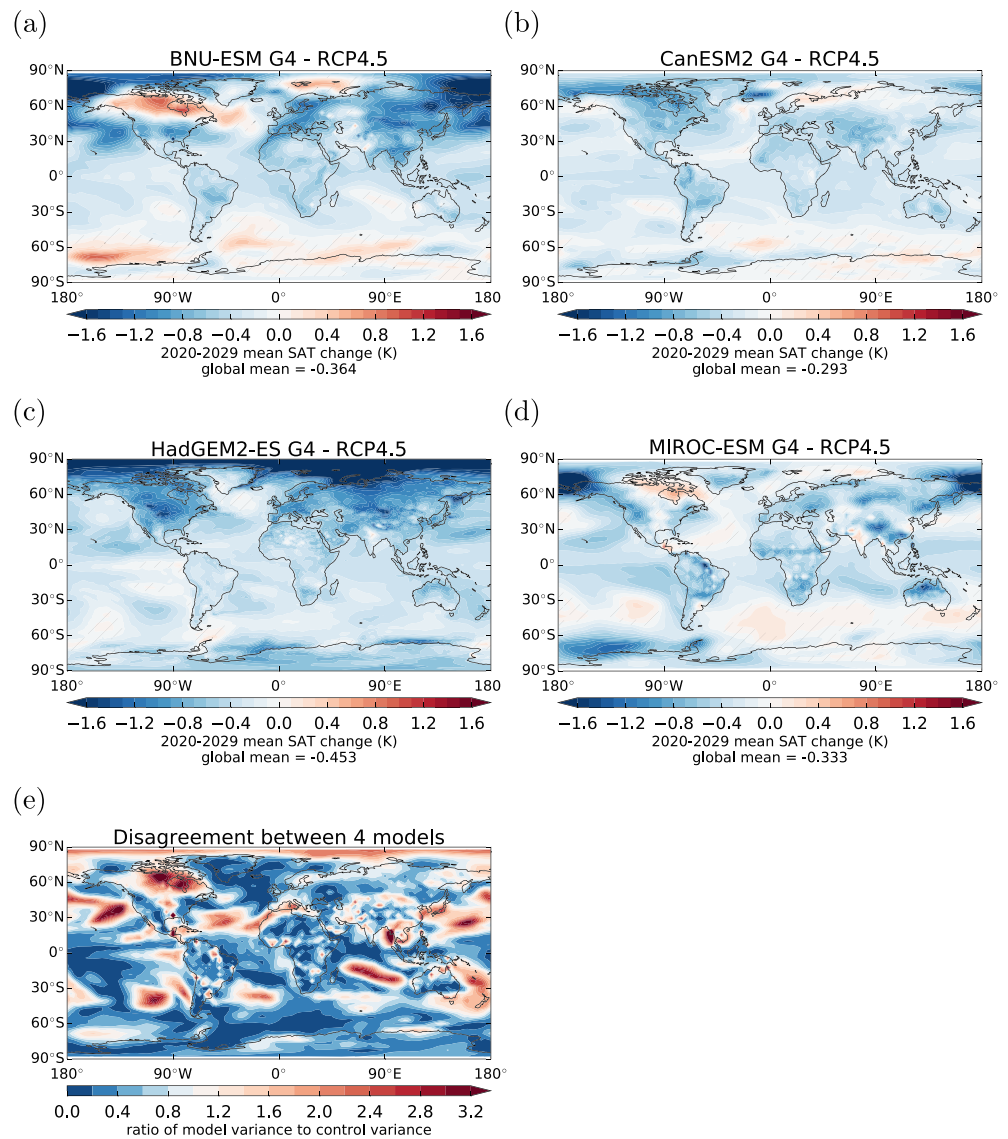 (a)
BNU-ESM G4 - RCP4.5
90°N
60°N
30°N
0°
30°S
60°S
90°S
180° 90°W 0° 90°E 180
−1.6 −1.2 −0.8 −0.4 0.0 0.4 0.8 1.2 1.6
2020-2029 mean SAT change (K)
global mean = -0.364
(b)
CanESM2 G4 - RCP4.5
90°N
60°N
30°N
0°
30°S
60°S
90°S
180° 90°W 0° 90°E 180
−1.6 −1.2 −0.8 −0.4 0.0 0.4 0.8 1.2 1.6
2020-2029 mean SAT change (K)
global mean = -0.293
(c)
HadGEM2-ES G4 - RCP4.5
90°N
60°N
30°N
0°
30°S
60°S
90°S
180° 90°W 0° 90°E 180
−1.6 −1.2 −0.8 −0.4 0.0 0.4 0.8 1.2 1.6
2020-2029 mean SAT change (K)
global mean = -0.453
(d)
MIROC-ESM G4 - RCP4.5
90°N
60°N
30°N
0°
30°S
60°S
90°S
180° 90°W 0° 90°E 180
−1.6 −1.2 −0.8 −0.4 0.0 0.4 0.8 1.2 1.6
2020-2029 mean SAT change (K)
global mean = -0.333
(e)
Disagreement between 4 models
90°N
60°N
30°N
0°
30°S
60°S
90°S
180° 90°W 0° 90°E 180
0.0 0.4 0.8 1.2 1.6 2.0 2.4 2.8 3.2
ratio of model variance to control variance